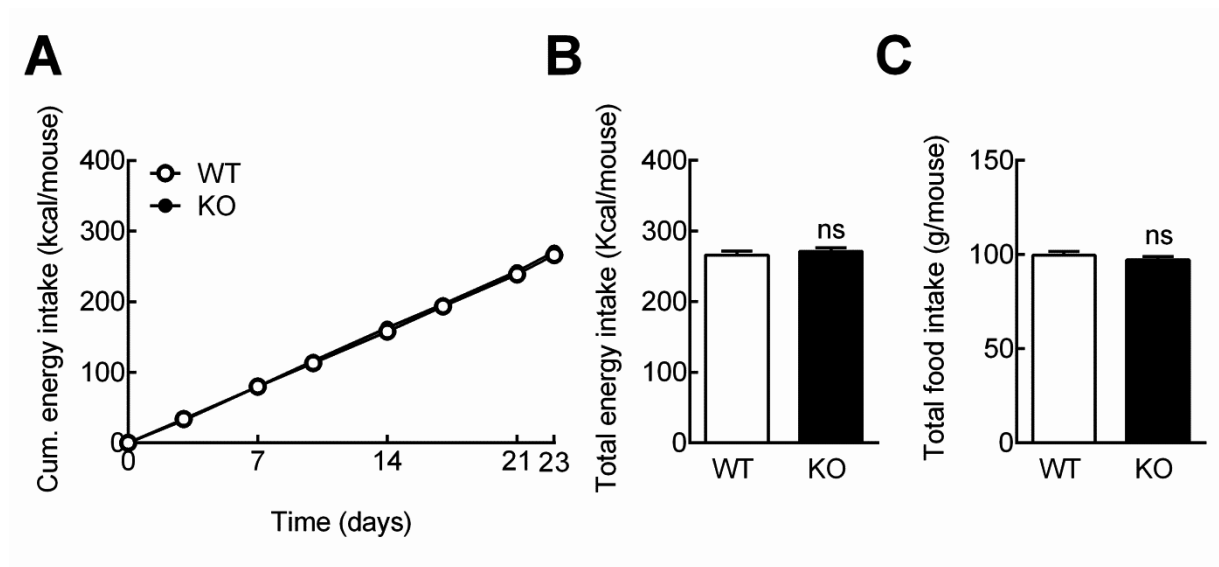 A
B
C
Cum. energy intake (kcal/mouse)
400
300
200
100
0
WT
KO
0
7
14
21
23
Time (days)
Total energy intake (Kcal/mouse)
400
300
200
100
0
ns
WT
KO
Total food intake (g/mouse)
150
100
50
0
ns
WT
KO